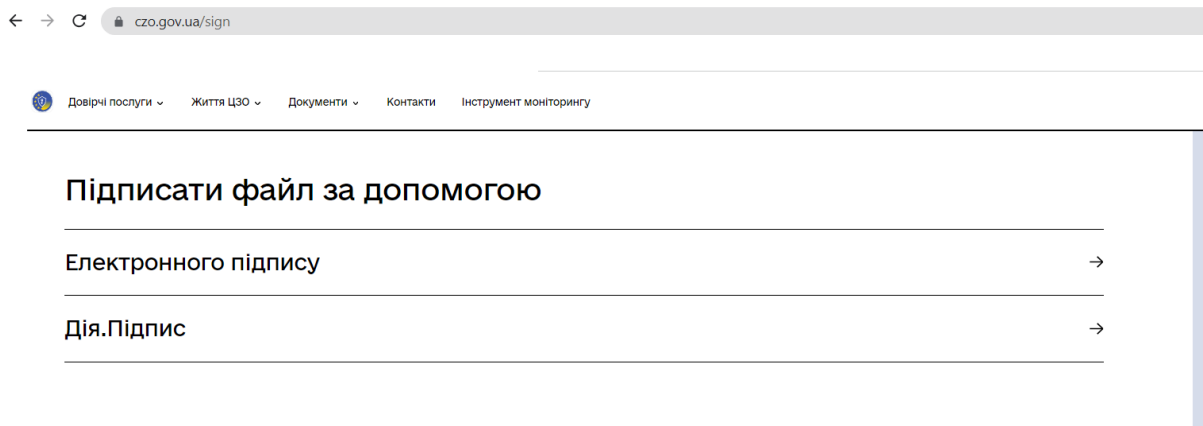 czo.gov.ua/sign
Довірчі послуги Життя ЦЗО Документи Контакти Інструмент моніторингу
Підписати файл за допомогою
Електронного підпису
Дія.Підпис